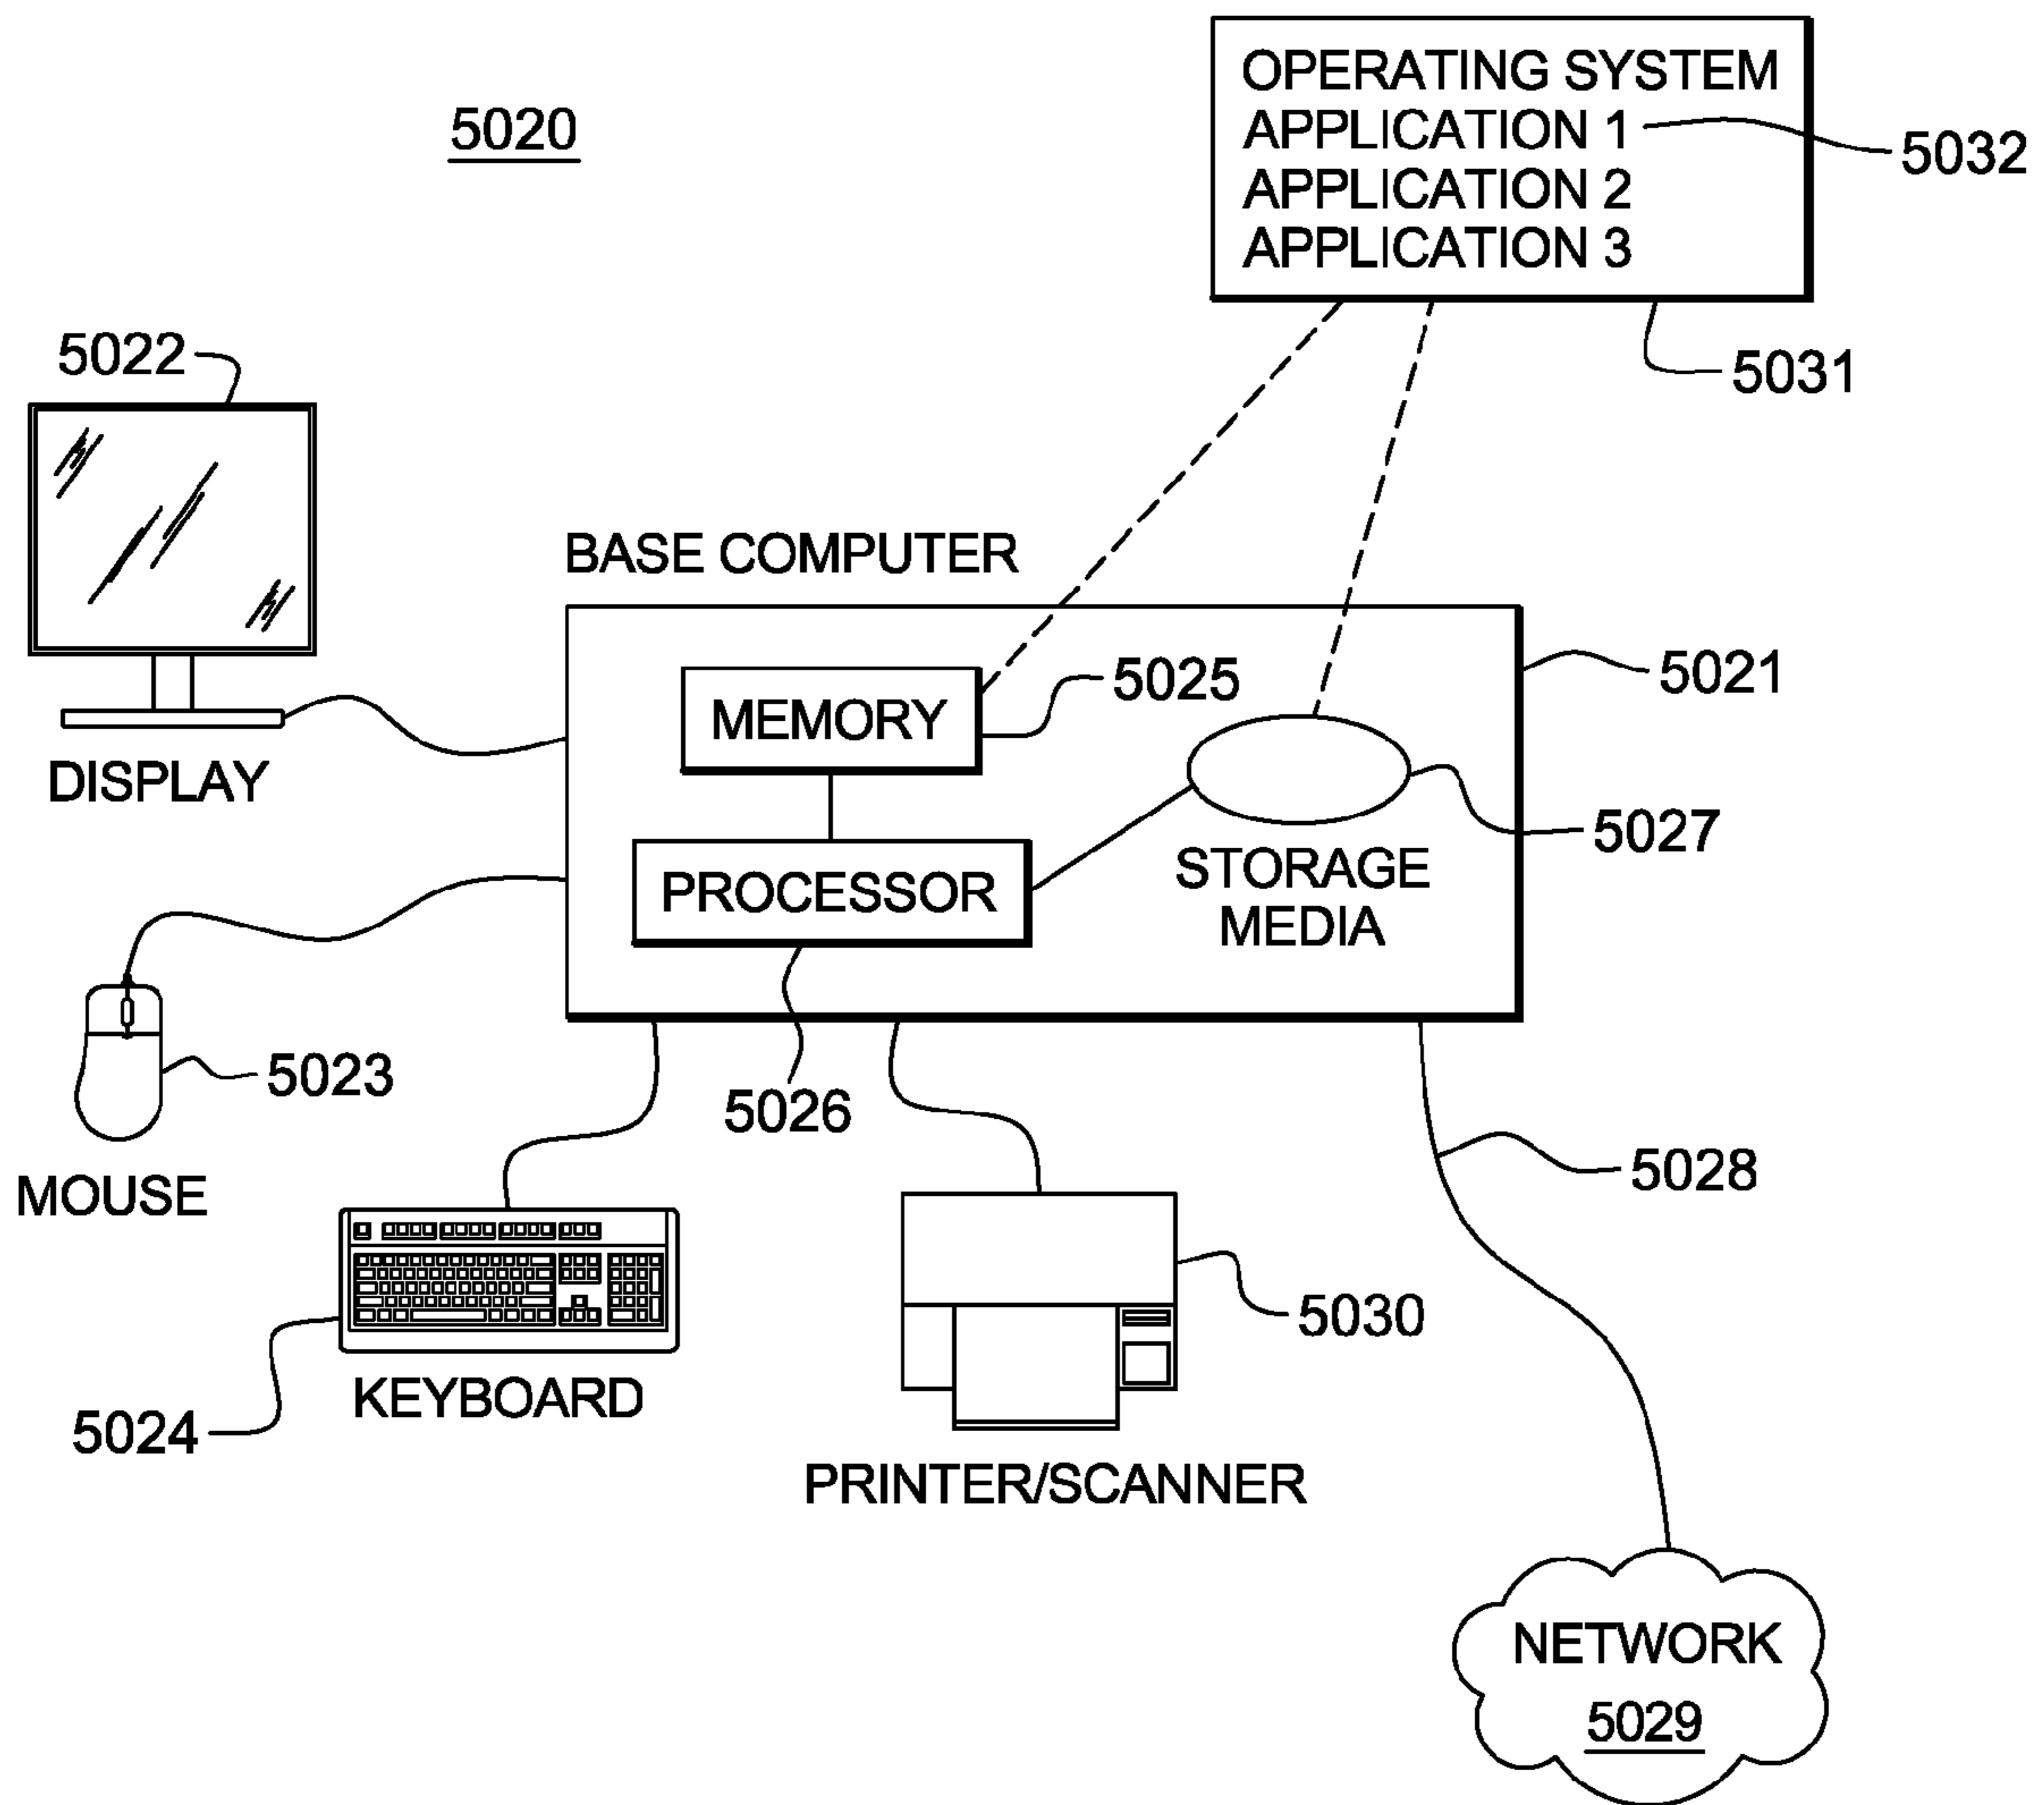 5020
OPERATING SYSTEM
APPLICATION 1
APPLICATION 2
APPLICATION 3
5032
5031
5022
DISPLAY
BASE COMPUTER
MEMORY
5025
5021
PROCESSOR
5026
STORAGE
MEDIA
5027
5023
MOUSE
5028
5024
KEYBOARD
5030
PRINTER/SCANNER
NETWORK
5029